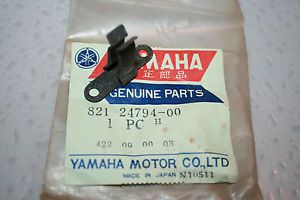 YAMAHA
正部品
GENUINE PARTS
821 24794-00
1 PC H
422 09 00 03
YAMAHA MOTOR CO.,LTD
MADE IN JAPAN N10511